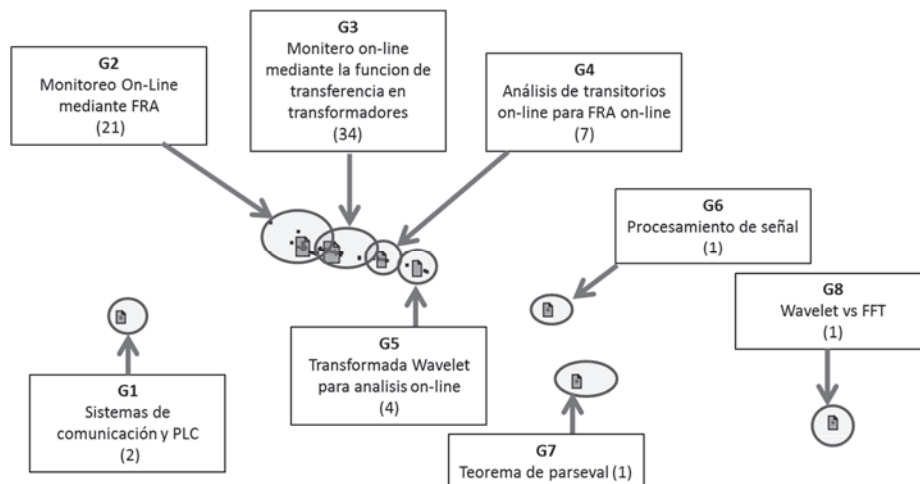 G2
Monitoreo On-Line
mediante FRA
(21)
G3
Monitero on-line
mediante la funcion de
transferencia en
transformadores
(34)
G4
Análisis de transitorios
on-line para FRA on-line
(7)
G6
Procesamiento de señal
(1)
G8
Wavelet vs FFT
(1)
G5
Transformada Wavelet
para analisis on-line
(4)
G1
Sistemas de
comunicación y PLC
(2)
G7
Teorema de parseval (1)